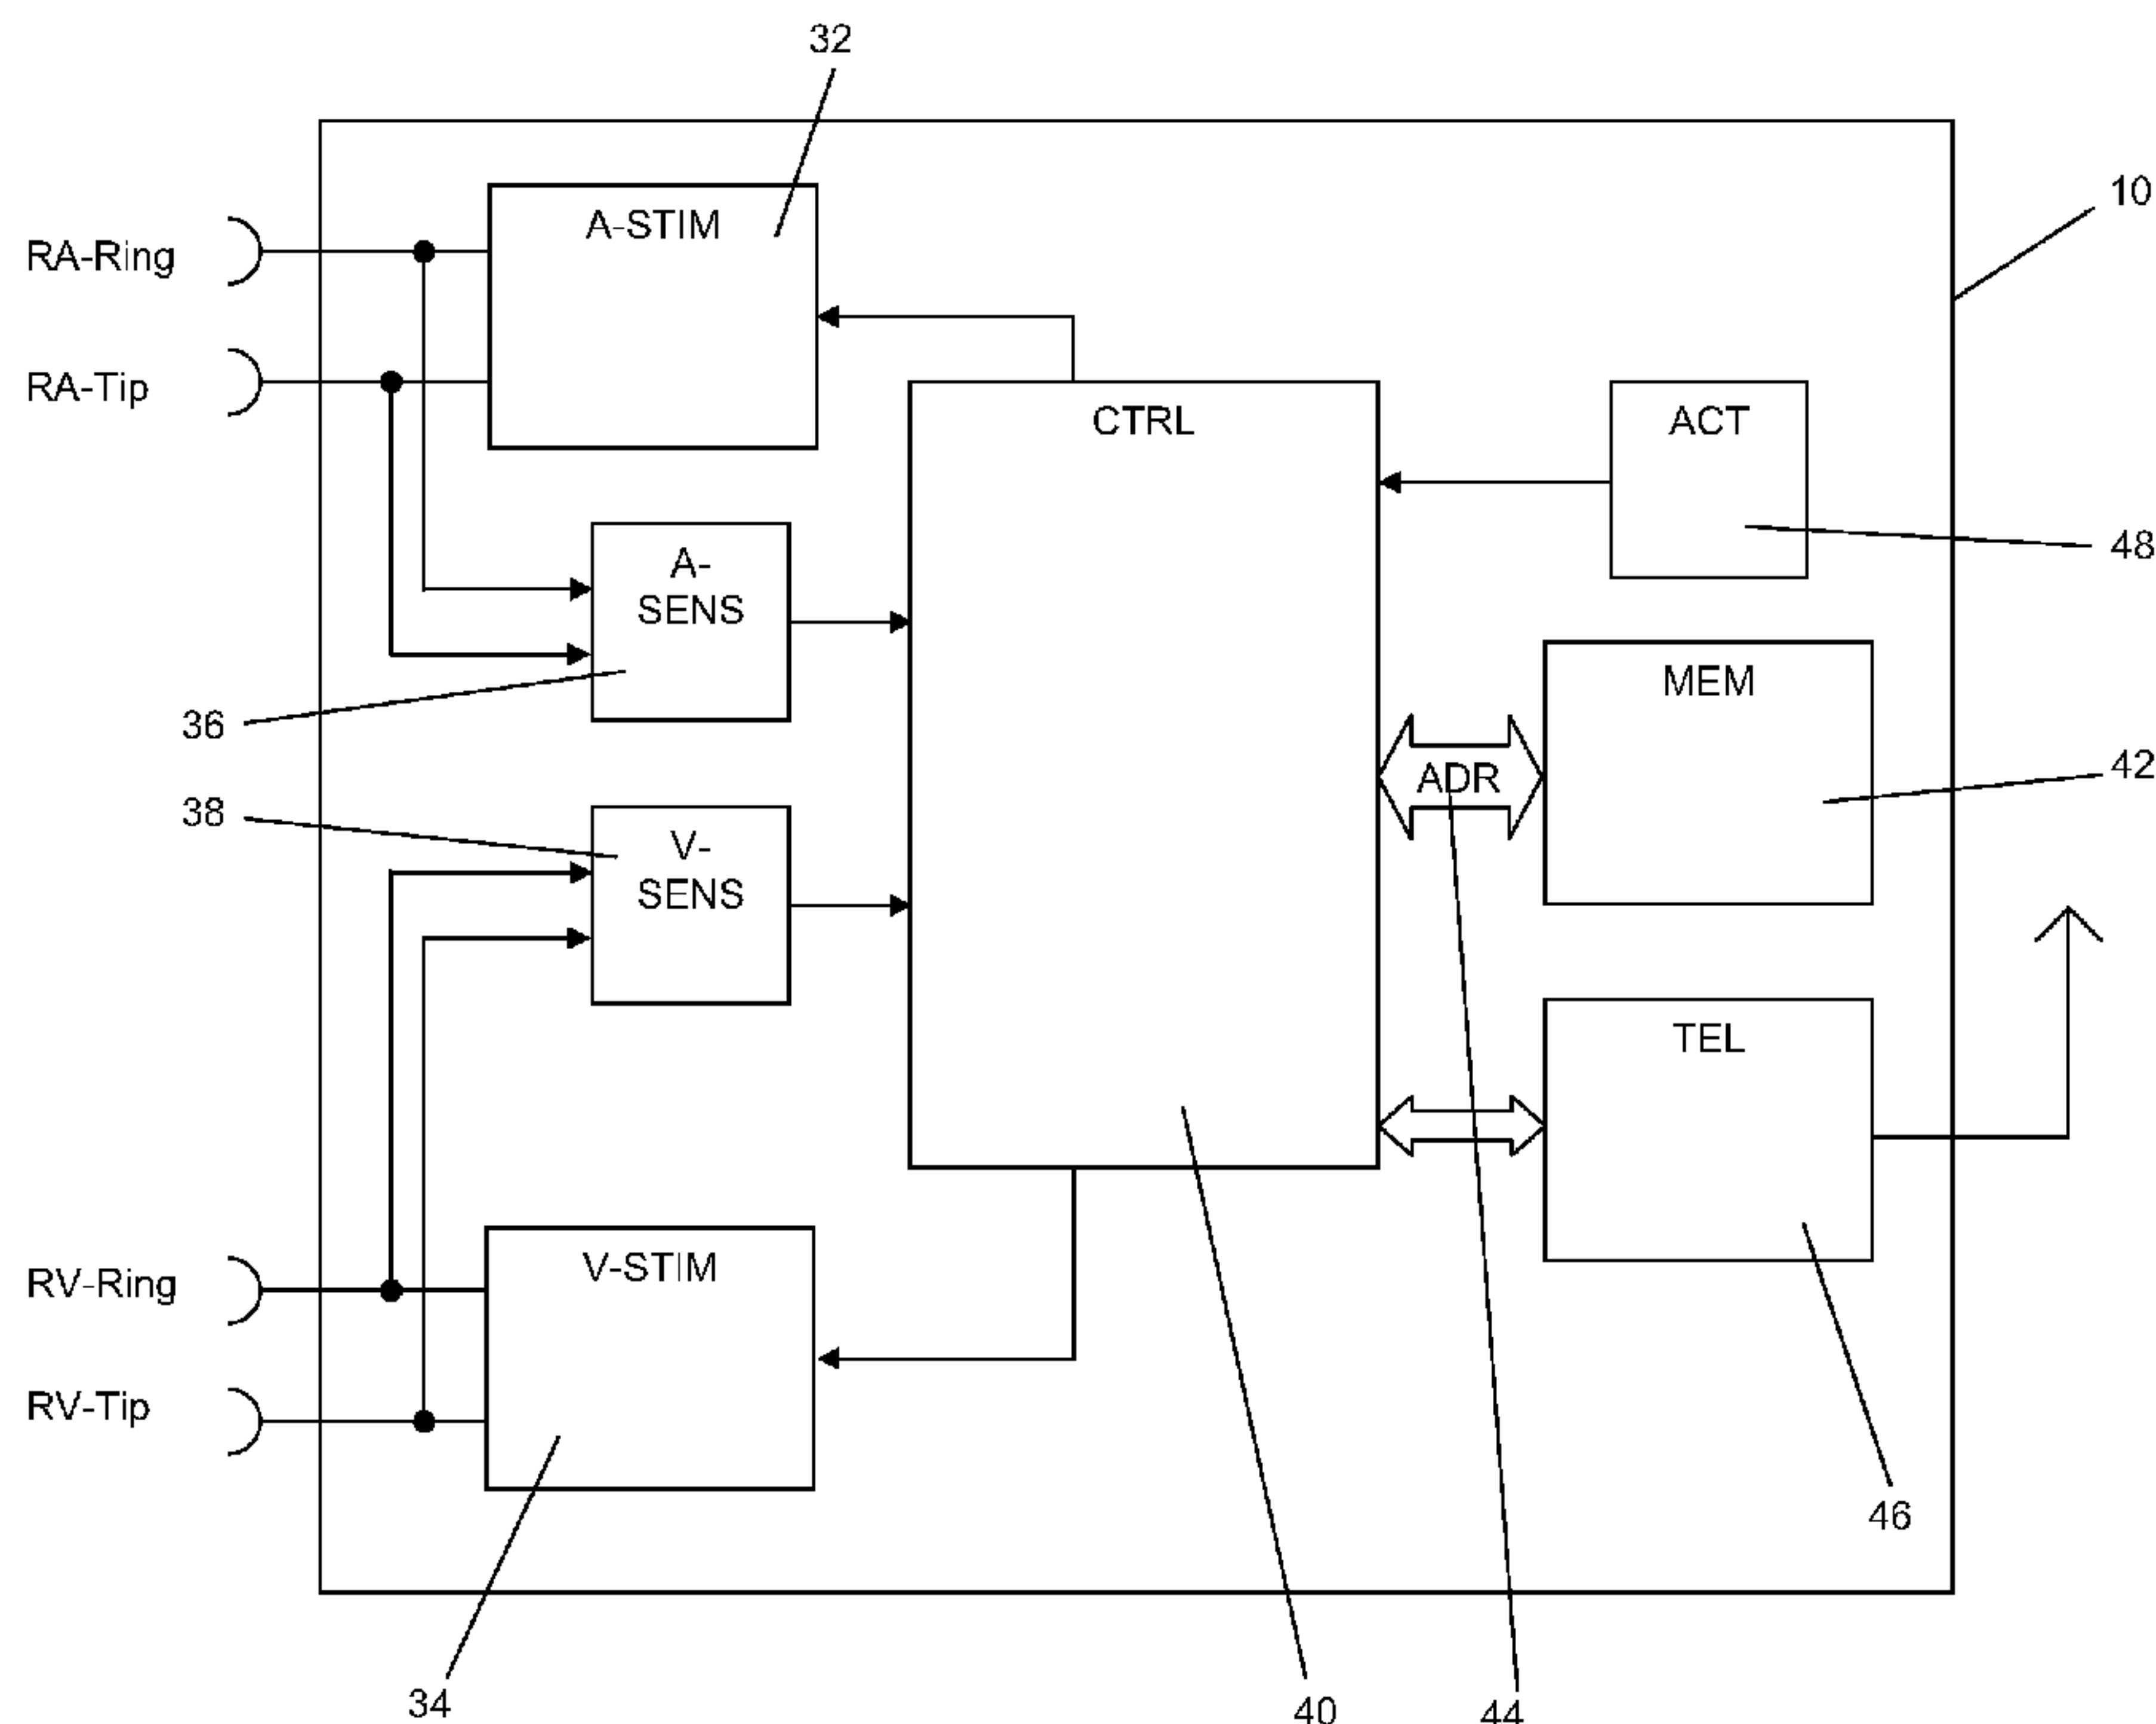 32
10
A-STIM
RA-Ring
RA-Tip
CTRL
ACT
48
A-
SENS
36
MEM
ADR
42
38
V-
SENS
TEL
RV-Ring
V-STIM
RV-Tip
46
34
40
44